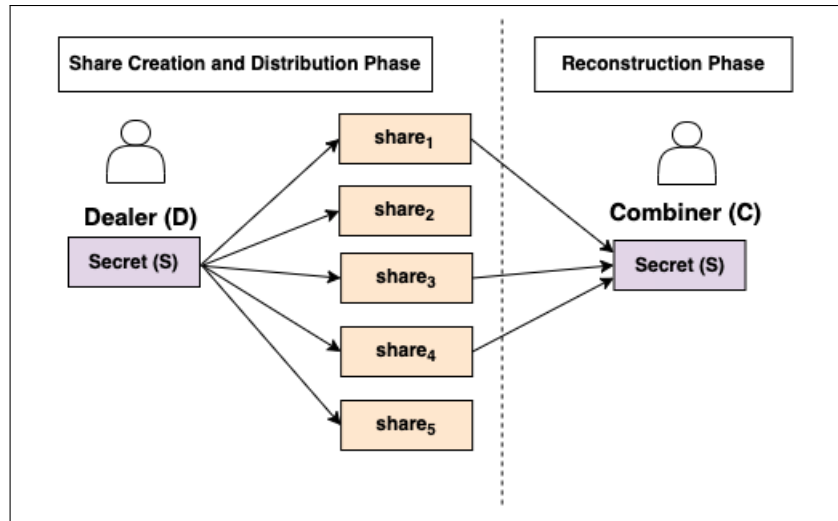 Share Creation and Distribution Phase
Reconstruction Phase
Dealer (D)
Secret (S)
share₁
share₂
share₃
share₄
share₅
Combiner (C)
Secret (S)